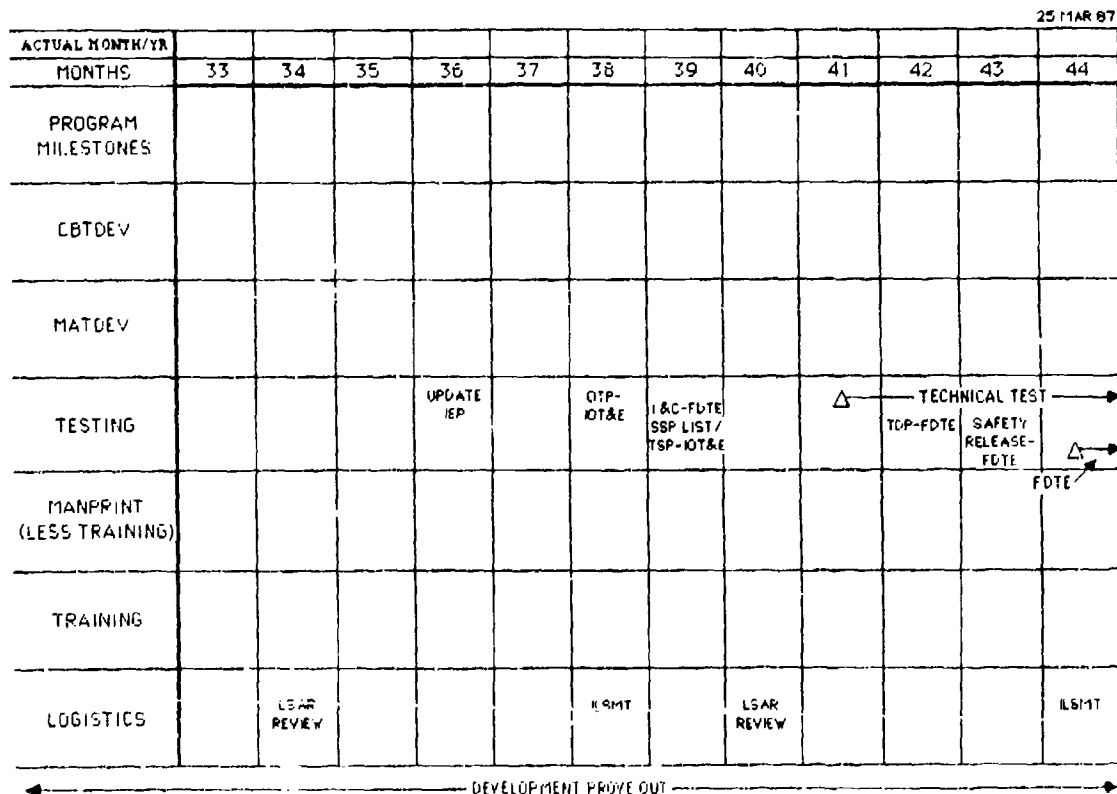 25 MAR 87
ACTUAL MONTH/YR
MONTHS 33 34 35 36 37 38 39 40 41 42 43 44
PROGRAM
MILESTONES
CBTDEV
MATDEV
TESTING
UPDATE
IEP
OTP-
IOT&E
I&C-FDTE
SSP LIST/
TSP-IOT&E
TECHNICAL TEST
TDP-FDTE
SAFETY
RELEASE-
FDTE
FDTE
MANPRINT
(LESS TRAINING)
TRAINING
LOGISTICS
LSAR
REVIEW
ILSMT
LSAR
REVIEW
ILSMT
DEVELOPMENT PROVE OUT